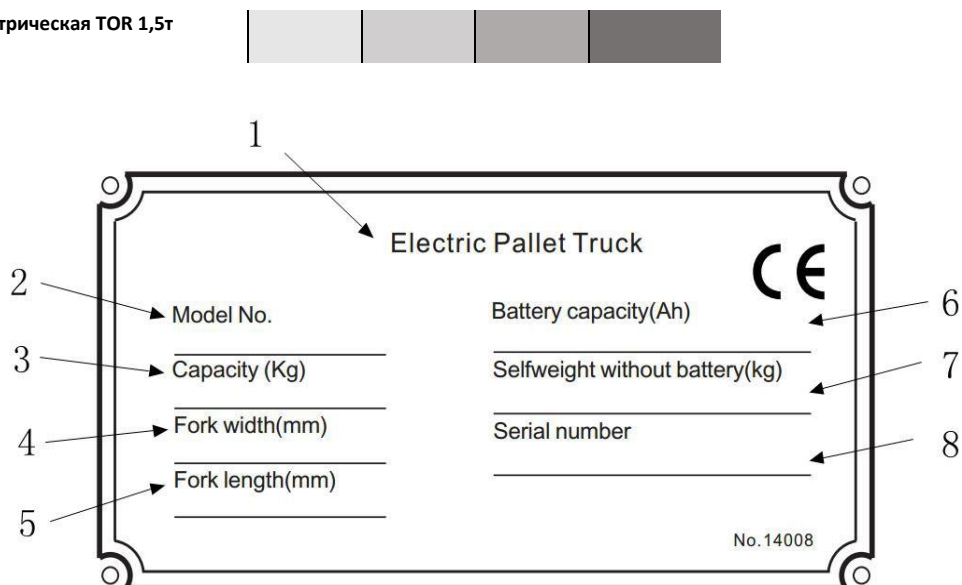 TOR 1,5т
1
Electric Pallet Truck
CE
2
Model No.
Battery capacity(Ah)
6
3
Capacity (Kg)
Selfweight without battery(kg)
7
4
Fork width(mm)
Serial number
8
5
Fork length(mm)
No.14008